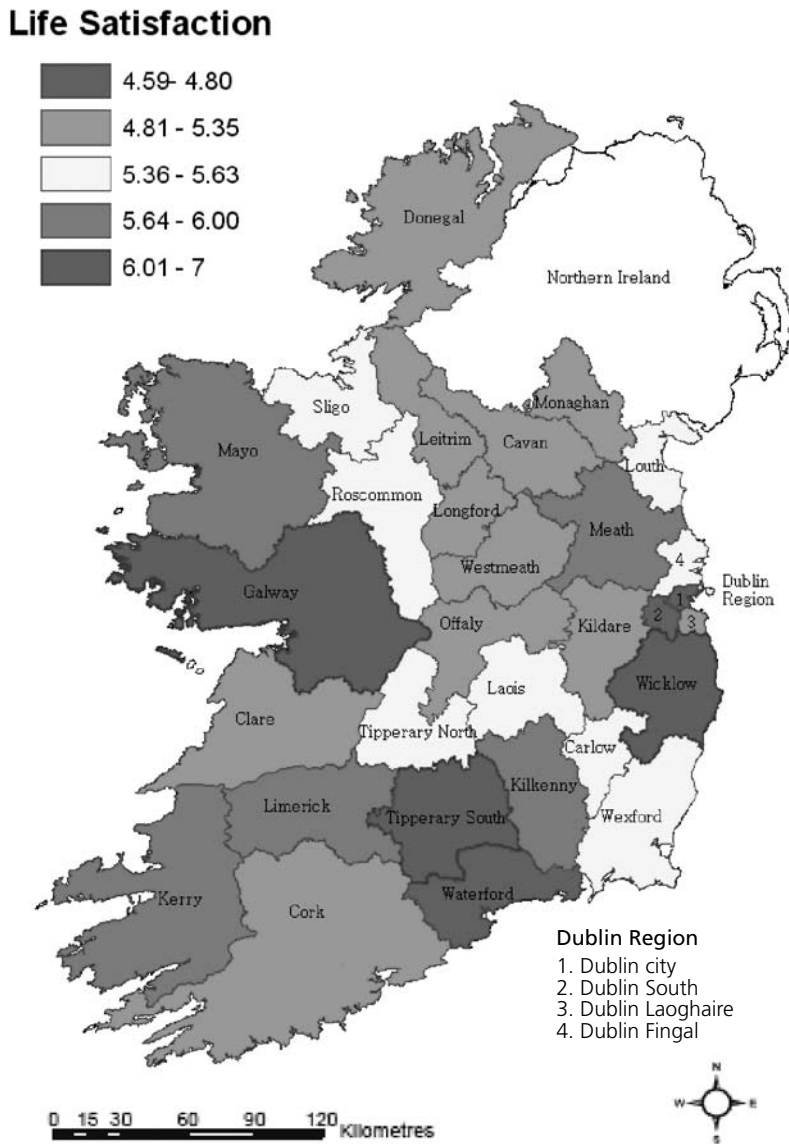 Life Satisfaction
4.59- 4.80
4.81 - 5.35
5.36 - 5.63
5.64 - 6.00
6.01 - 7
Donegal
Northern Ireland
Monaghan
Sligo
Leitrim
Cavan
Mayo
Louth
Roscommon
Longford
Meath
4
Westmeath
Galway
Dublin
Region
1
2
3
Offaly
Kildare
Wicklow
Laois
Clare
Tipperary North
Carlow
Kilkenny
Limerick
Tipperary South
Wexford
Waterford
Kerry
Cork
Dublin Region
1. Dublin city
2. Dublin South
3. Dublin Laoghaire
4. Dublin Fingal
N
W
E
S
0 15 30 60 90 120
Kilometres